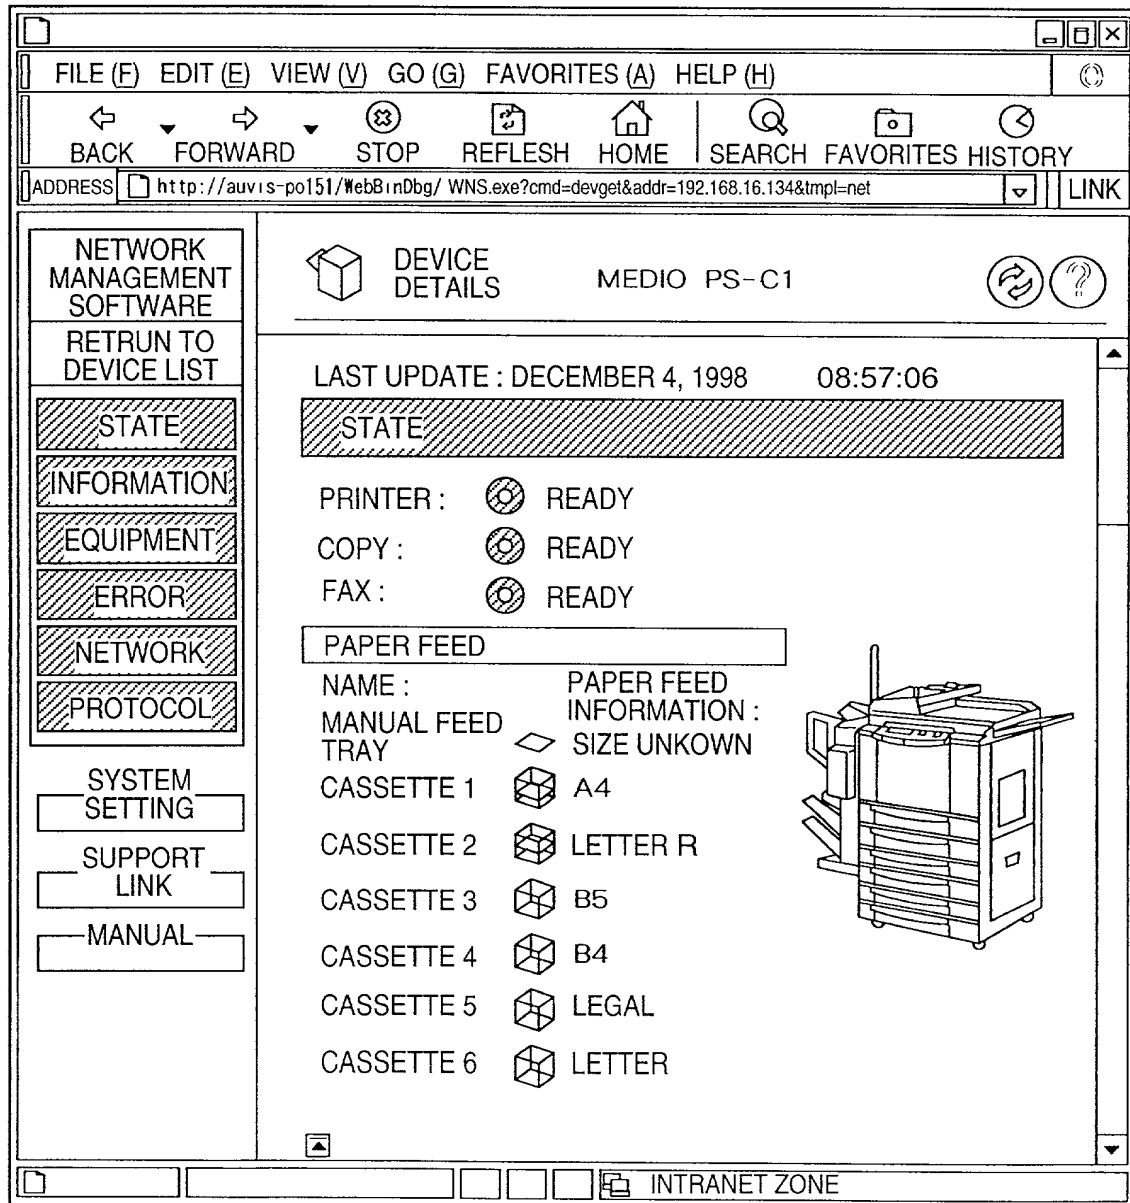 FILE (F) EDIT (E) VIEW (V) GO (G) FAVORITES (A) HELP (H)
BACK FORWARD STOP REFLESH HOME SEARCH FAVORITES HISTORY
ADDRESS http://auvis-po151/WebBinDbg/ WNS.exe?cmd=devget&addr=192.168.16.134&tmpl=net LINK
NETWORK
MANAGEMENT
SOFTWARE
RETRUN TO
DEVICE LIST
STATE
INFORMATION
EQUIPMENT
ERROR
NETWORK
PROTOCOL
SYSTEM
SETTING
SUPPORT
LINK
MANUAL
DEVICE
DETAILS
MEDIO PS-C1
LAST UPDATE : DECEMBER 4, 1998 08:57:06
STATE
PRINTER : READY
COPY : READY
FAX : READY
PAPER FEED
NAME :
PAPER FEED
INFORMATION :
MANUAL FEED
TRAY
SIZE UNKOWN
CASSETTE 1 A4
CASSETTE 2 LETTER R
CASSETTE 3 B5
CASSETTE 4 B4
CASSETTE 5 LEGAL
CASSETTE 6 LETTER
INTRANET ZONE